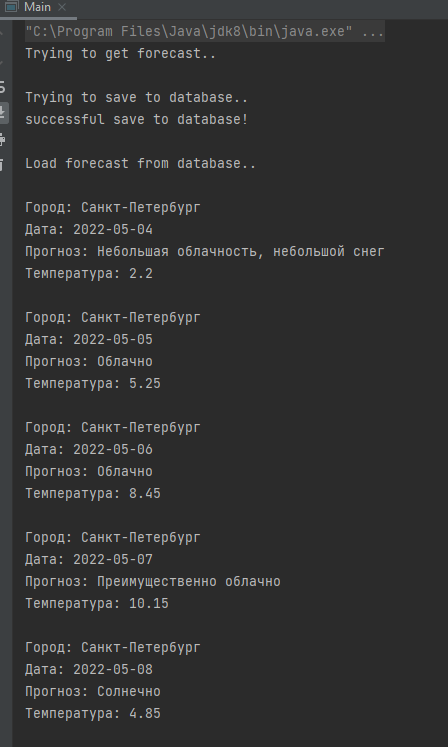 Main
"C:\Program Files\Java\jdk8\bin\java.exe" ...
Trying to get forecast..
Trying to save to database..
successful save to database!
Load forecast from database..
Город: Санкт-Петербург
Дата: 2022-05-04
Прогноз: Небольшая облачность, небольшой снег
Температура: 2.2
Город: Санкт-Петербург
Дата: 2022-05-05
Прогноз: Облачно
Температура: 5.25
Город: Санкт-Петербург
Дата: 2022-05-06
Прогноз: Облачно
Температура: 8.45
Город: Санкт-Петербург
Дата: 2022-05-07
Прогноз: Преимущественно облачно
Температура: 10.15
Город: Санкт-Петербург
Дата: 2022-05-08
Прогноз: Солнечно
Температура: 4.85